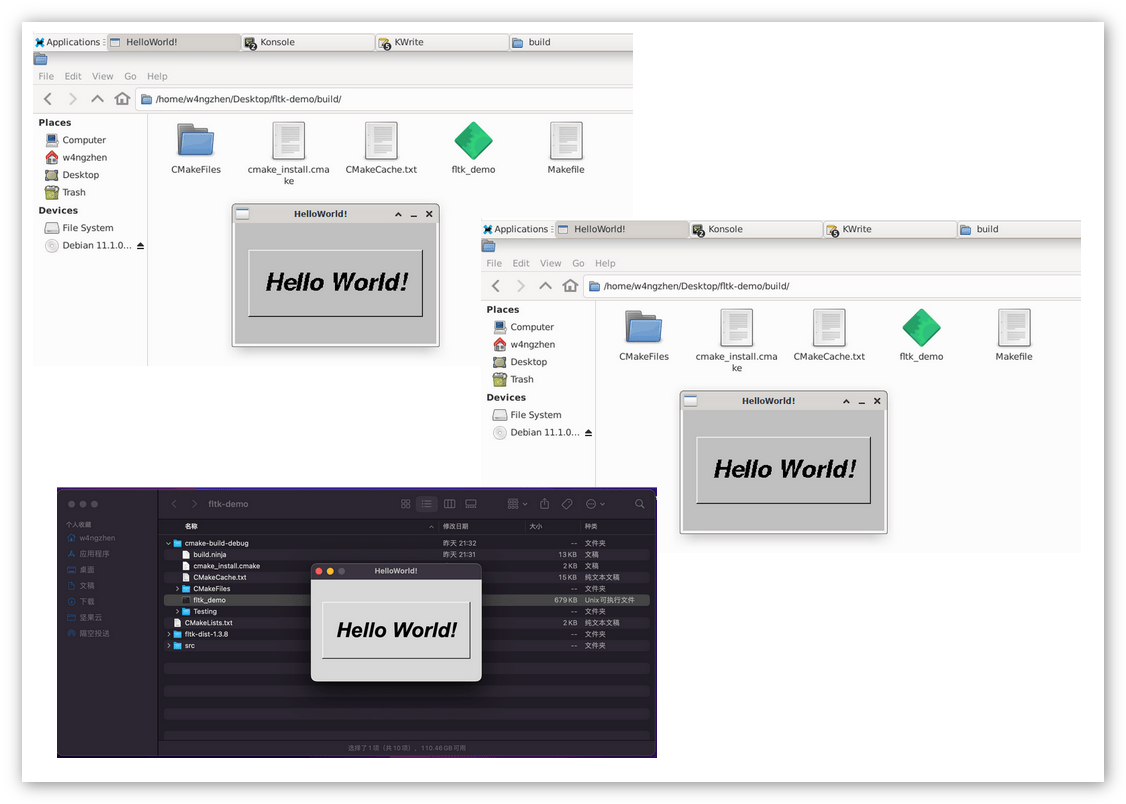 Applications
HelloWorld!
Konsole
KWrite
build
File Edit View Go Help
/home/w4ngzhen/Desktop/fltk-demo/build/
Places
Computer
w4ngzhen
Desktop
Trash
Devices
File System
Debian 11.1.0...
CMakeFiles
cmake_install.cma
ke
CMakeCache.txt
fltk_demo
Makefile
HelloWorld!
Hello World!
Applications
HelloWorld!
Konsole
KWrite
build
File Edit View Go Help
/home/w4ngzhen/Desktop/fltk-demo/build/
Places
Computer
w4ngzhen
Desktop
Trash
Devices
File System
Debian 11.1.0...
CMakeFiles
cmake_install.cma
ke
CMakeCache.txt
fltk_demo
Makefile
HelloWorld!
Hello World!
fltk-demo
个人收藏
w4ngzhen
应用程序
桌面
文稿
下载
坚果云
隔空投送
名称 修改日期 大小 种类
cmake-build-debug 昨天 21:32 -- 文件夹
build.ninja 昨天 21:31 13 KB 文稿
cmake_install.cmake 2 KB 文稿
CMakeCache.txt 15 KB 纯文本文稿
CMakeFiles -- 文件夹
fltk_demo 679 KB Unix可执行文件
Testing -- 文件夹
CMakeLists.txt 2 KB 纯文本文稿
fltk-dist-1.3.8 -- 文件夹
src -- 文件夹
HelloWorld!
Hello World!
选择了1项（共10项），110.46 GB 可用